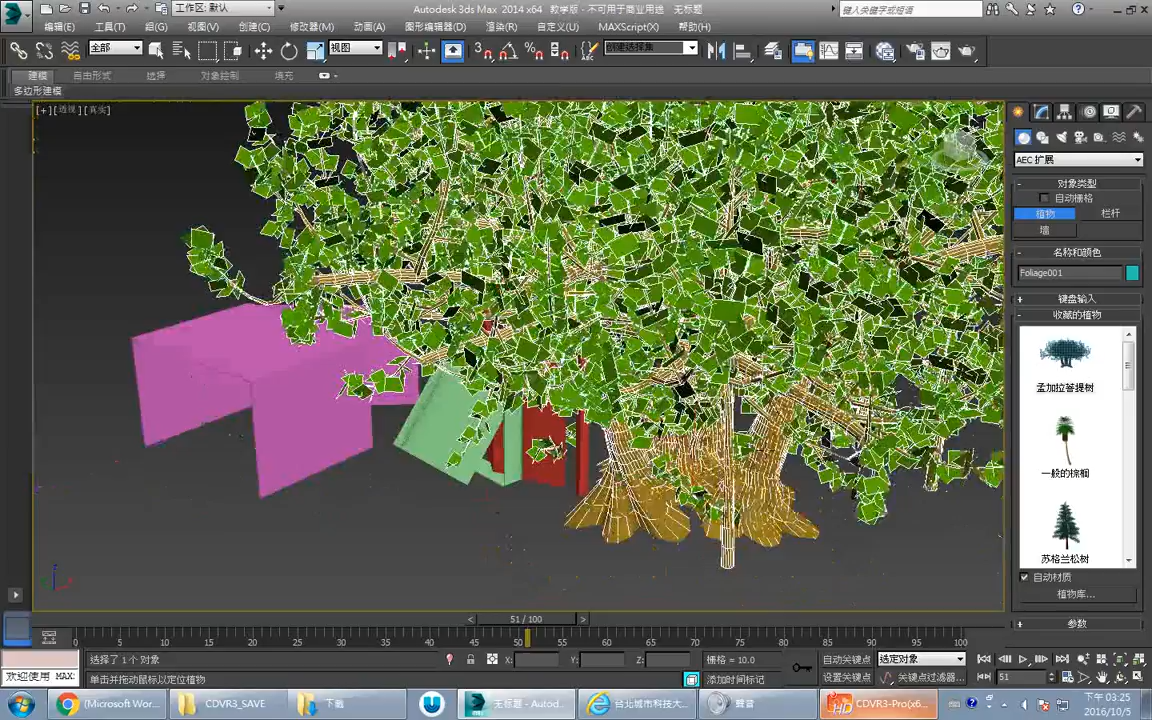 工作区: 默认
Autodesk 3ds Max 2014 x64 教学版 - 不可用于商业用途 无标题
键入关键字或短语
编辑(E)
工具(T)
组(G)
视图(V)
创建(C)
修改器(M)
动画(A)
图形编辑器(D)
渲染(R)
自定义(U)
MAXScript(X)
帮助(H)
全部
视图
创建选择集
建模
自由形式
选择
对象绘制
填充
多边形建模
[+][透视][真实]
AEC 扩展
- 对象类型
自动栅格
植物
栏杆
墙
- 名称和颜色
Foliage001
+ 键盘输入
- 收藏的植物
孟加拉菩提树
一般的棕榈
苏格兰松树
自动材质
植物库...
+ 参数
< 51 / 100 >
0 5 10 15 20 25 30 35 40 45 50 55 60 65 70 75 80 85 90 95 100
选择了 1 个 对象
X:
Y:
Z:
栅格 = 10.0
自动关键点
选定对象
欢迎使用 MAX:
单击并拖动鼠标以定位植物
添加时间标记
设置关键点
关键点过滤器...
51
(Microsoft Wor...
CDVR3_SAVE
下載
无标题 - Autod...
台北城市科技大...
聲音
CDVR3-Pro(x6...
下午 03:25
2016/10/5